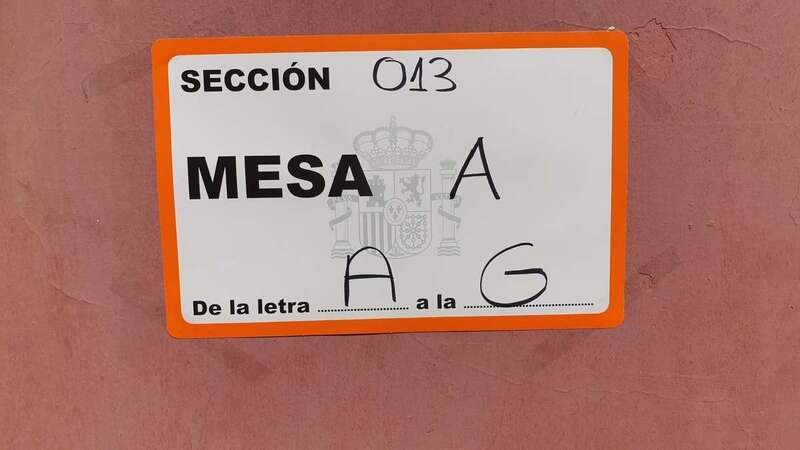 SECCIÓN 013
MESA A
De la letra A a la G